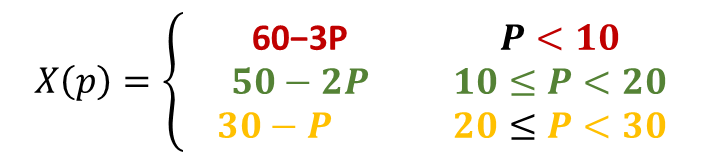 60−3P P < 10
X(p) = { 50 − 2P 10 ≤ P < 20
30 − P 20 ≤ P < 30